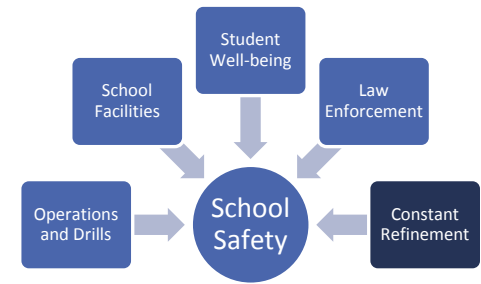 Student
Well-being
School
Facilities
Law
Enforcement
Operations
and Drills
School
Safety
Constant
Refinement